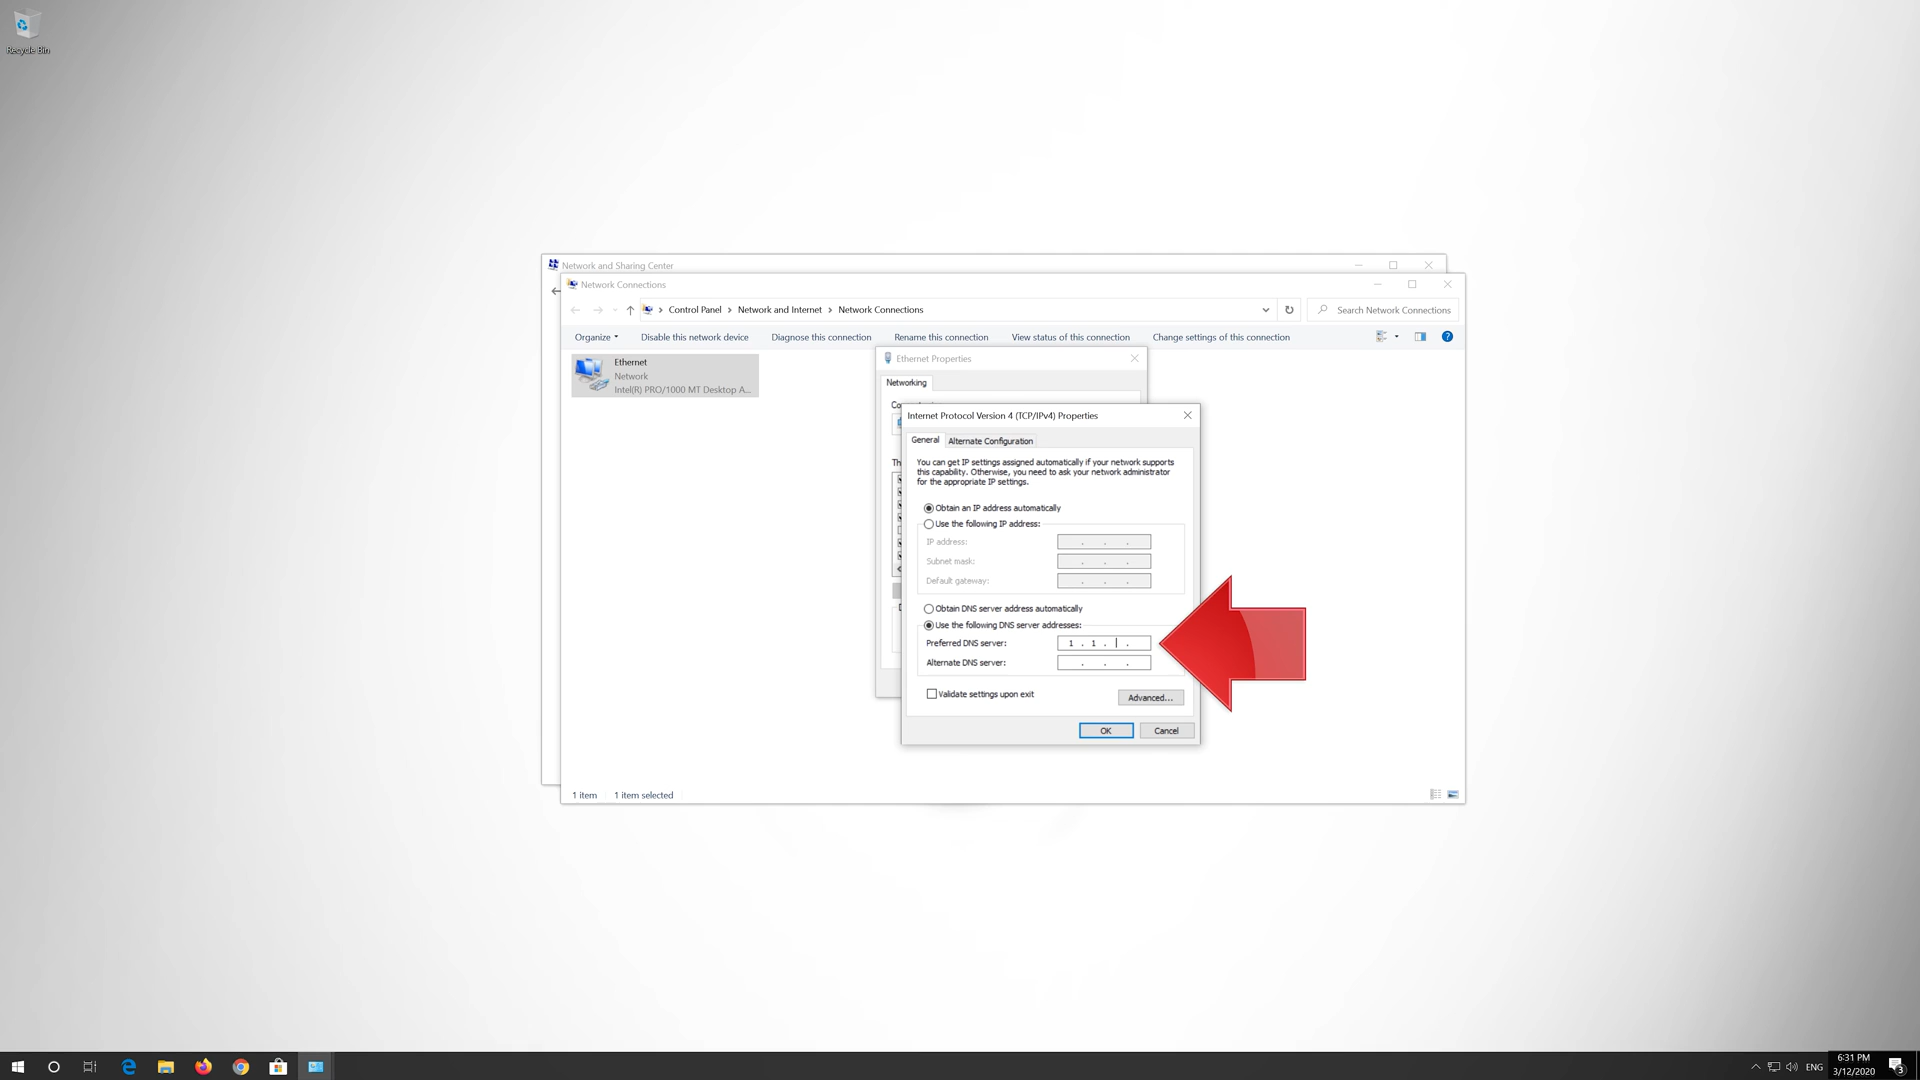 Recycle Bin
Network and Sharing Center
Network Connections
Control Panel > Network and Internet > Network Connections
Search Network Connections
Organize
Disable this network device
Diagnose this connection
Rename this connection
View status of this connection
Change settings of this connection
Ethernet
Network
Intel(R) PRO/1000 MT Desktop A...
Ethernet Properties
Networking
Internet Protocol Version 4 (TCP/IPv4) Properties
General
Alternate Configuration
You can get IP settings assigned automatically if your network supports
this capability. Otherwise, you need to ask your network administrator
for the appropriate IP settings.
Obtain an IP address automatically
Use the following IP address:
IP address:
Subnet mask:
Default gateway:
Obtain DNS server address automatically
Use the following DNS server addresses:
Preferred DNS server:
1 . 1 . .
Alternate DNS server:
Validate settings upon exit
Advanced...
OK
Cancel
1 item
1 item selected
ENG
6:31 PM
3/12/2020
3